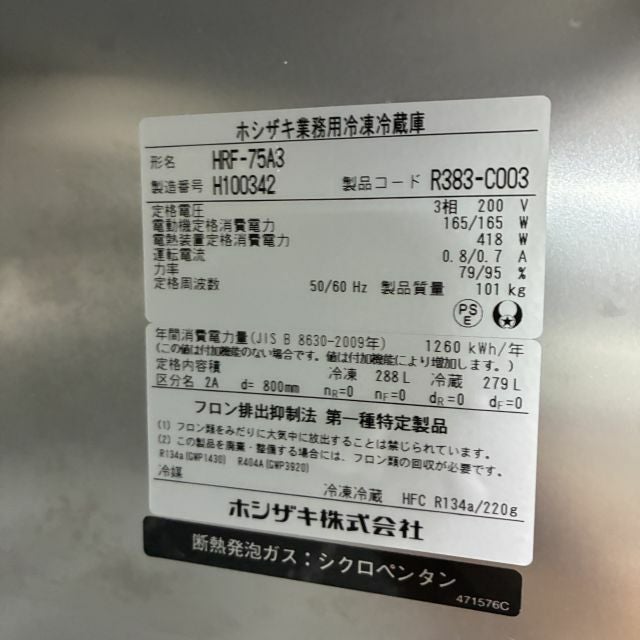 ホシザキ業務用冷凍冷蔵庫
形名 HRF-75A3
製造番号 H100342 製品コード R383-C003
定格電圧 3相 200 V
電動機定格消費電力 165/165 W
電熱装置定格消費電力 418 W
運転電流 0.8/0.7 A
力率 79/95 %
定格周波数 50/60 Hz 製品質量 101 kg
PS
E
年間消費電力量(JIS B 8630-2009年) 1260 kWh/年
(この値は付加機能のない場合です。値は付加機能により増加します。)
定格内容積 冷凍 288L 冷蔵 279L
区分名 2A d= 800mm nR=0 nF=0 dR=0 dF=0
フロン排出抑制法 第一種特定製品
(1) フロン類をみだりに大気中に放出することは禁じられています。
(2) この製品を廃棄・整備する場合には、フロン類の回収が必要です。
R134a(GWP1430) R404A(GWP3920)
冷媒
冷凍冷蔵 HFC R134a/220g
ホシザキ株式会社
断熱発泡ガス：シクロペンタン
471576C